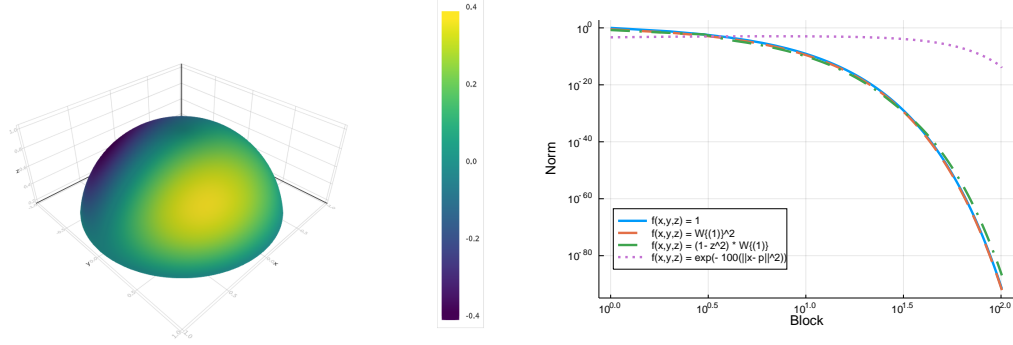 0.4
0.2
0.0
-0.2
-0.4
z
y
x
1.0
Norm
10^0
10^-20
10^-40
10^-60
10^-80
f(x,y,z) = 1
f(x,y,z) = W{(1)}^2
f(x,y,z) = (1- z^2) * W{(1)}
f(x,y,z) = exp(- 100(||x- p||^2))
10^0.0
10^0.5
10^1.0
10^1.5
10^2.0
Block